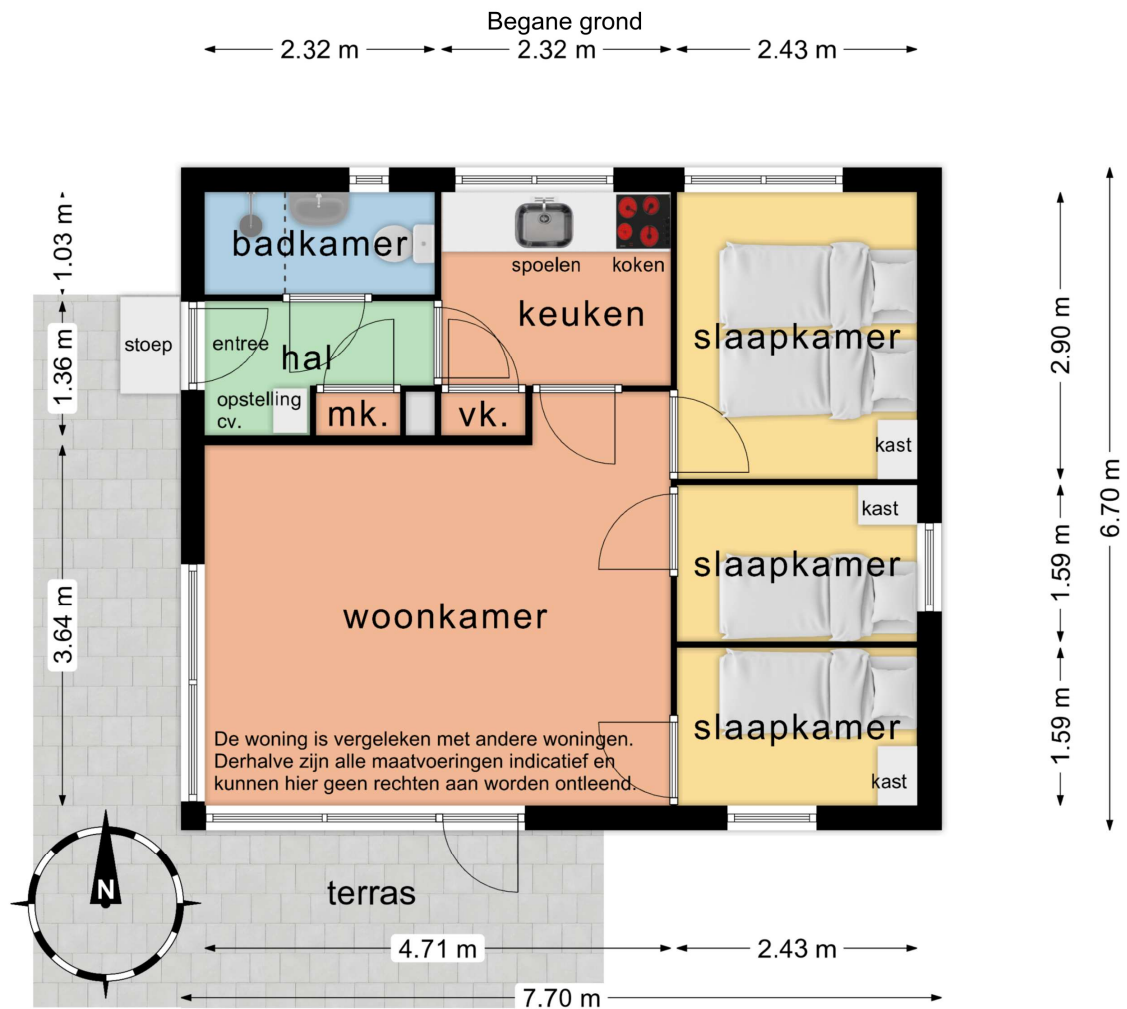 Begane grond
2.32 m
2.32 m
2.43 m
1.03 m
1.36 m
3.64 m
badkamer
spoelen
koken
keuken
slaapkamer
2.90 m
stoep
entree
hal
opstelling
cv.
mk.
vk.
kast
kast
slaapkamer
1.59 m
6.70 m
woonkamer
slaapkamer
1.59 m
kast
De woning is vergeleken met andere woningen.
Derhalve zijn alle maatvoeringen indicatief en
kunnen hier geen rechten aan worden ontleend.
N
terras
4.71 m
2.43 m
7.70 m